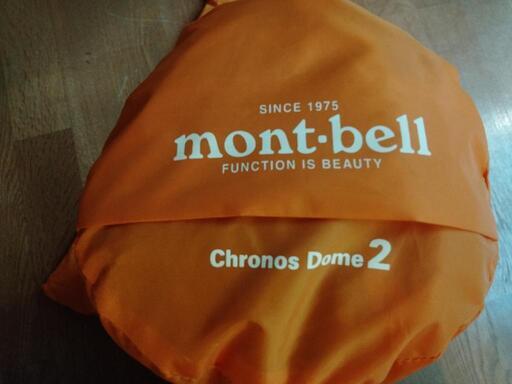 SINCE 1975
mont·bell
FUNCTION IS BEAUTY
Chronos Dome 2